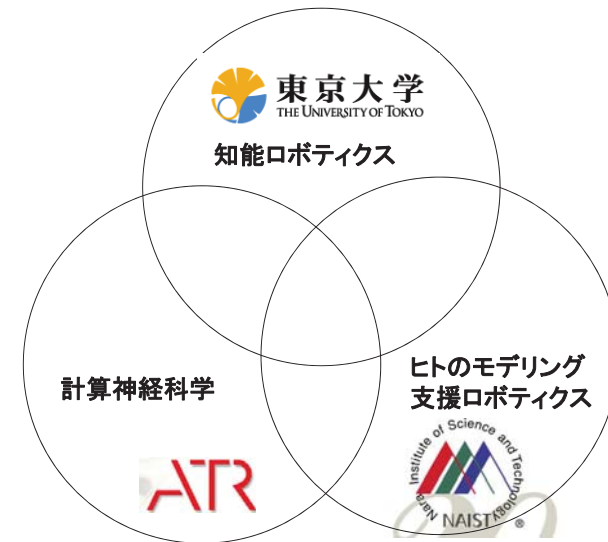 東京大学
THE UNIVERSITY OF TOKYO
知能ロボティクス
計算神経科学
ATR
ヒトのモデリング
支援ロボティクス
Nara Institute of Science and Technology
NAIST ®